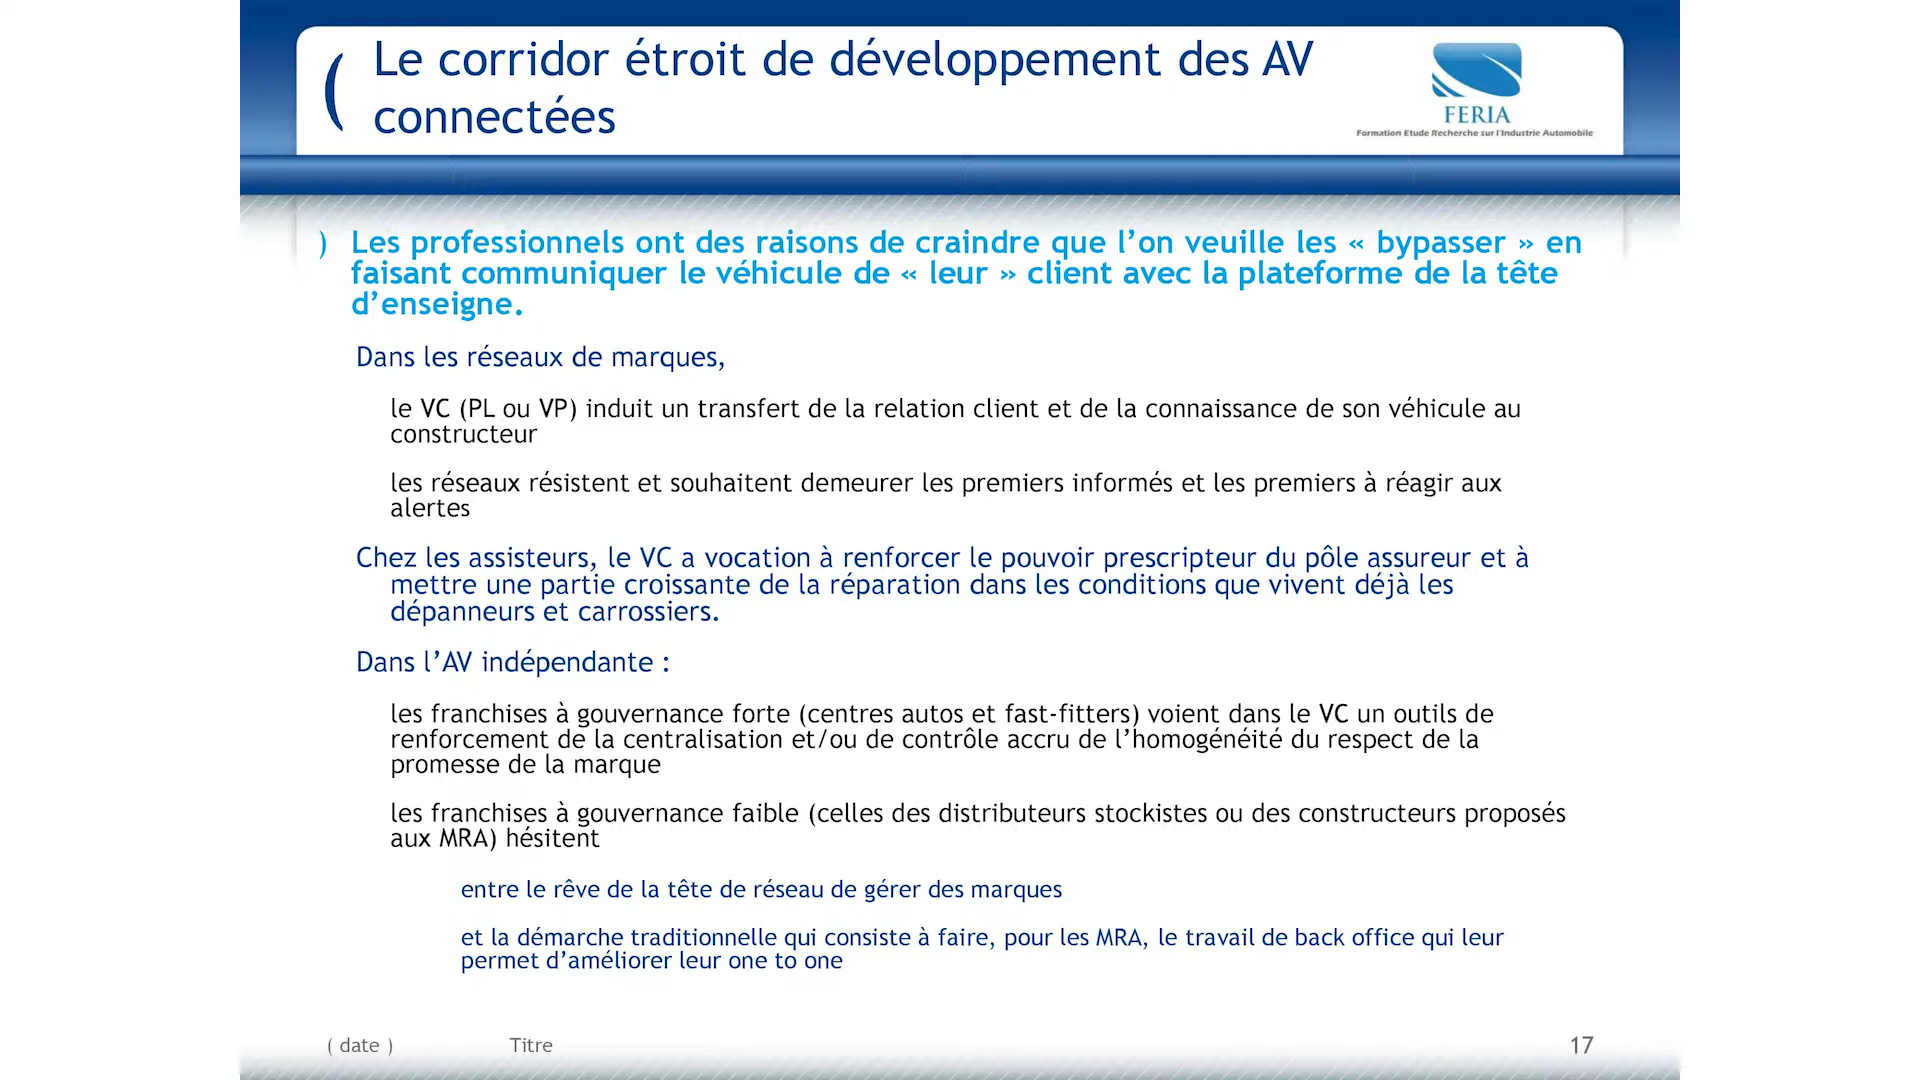 Le corridor étroit de développement des AV
connectées
FERIA
Formation Etude Recherche sur l'Industrie Automobile
) Les professionnels ont des raisons de craindre que l’on veuille les « bypasser » en
faisant communiquer le véhicule de « leur » client avec la plateforme de la tête
d’enseigne.
Dans les réseaux de marques,
le VC (PL ou VP) induit un transfert de la relation client et de la connaissance de son véhicule au
constructeur
les réseaux résistent et souhaitent demeurer les premiers informés et les premiers à réagir aux
alertes
Chez les assisteurs, le VC a vocation à renforcer le pouvoir prescripteur du pôle assureur et à
mettre une partie croissante de la réparation dans les conditions que vivent déjà les
dépanneurs et carrossiers.
Dans l’AV indépendante :
les franchises à gouvernance forte (centres autos et fast-fitters) voient dans le VC un outils de
renforcement de la centralisation et/ou de contrôle accru de l’homogénéité du respect de la
promesse de la marque
les franchises à gouvernance faible (celles des distributeurs stockistes ou des constructeurs proposés
aux MRA) hésitent
entre le rêve de la tête de réseau de gérer des marques
et la démarche traditionnelle qui consiste à faire, pour les MRA, le travail de back office qui leur
permet d’améliorer leur one to one
( date ) Titre 17